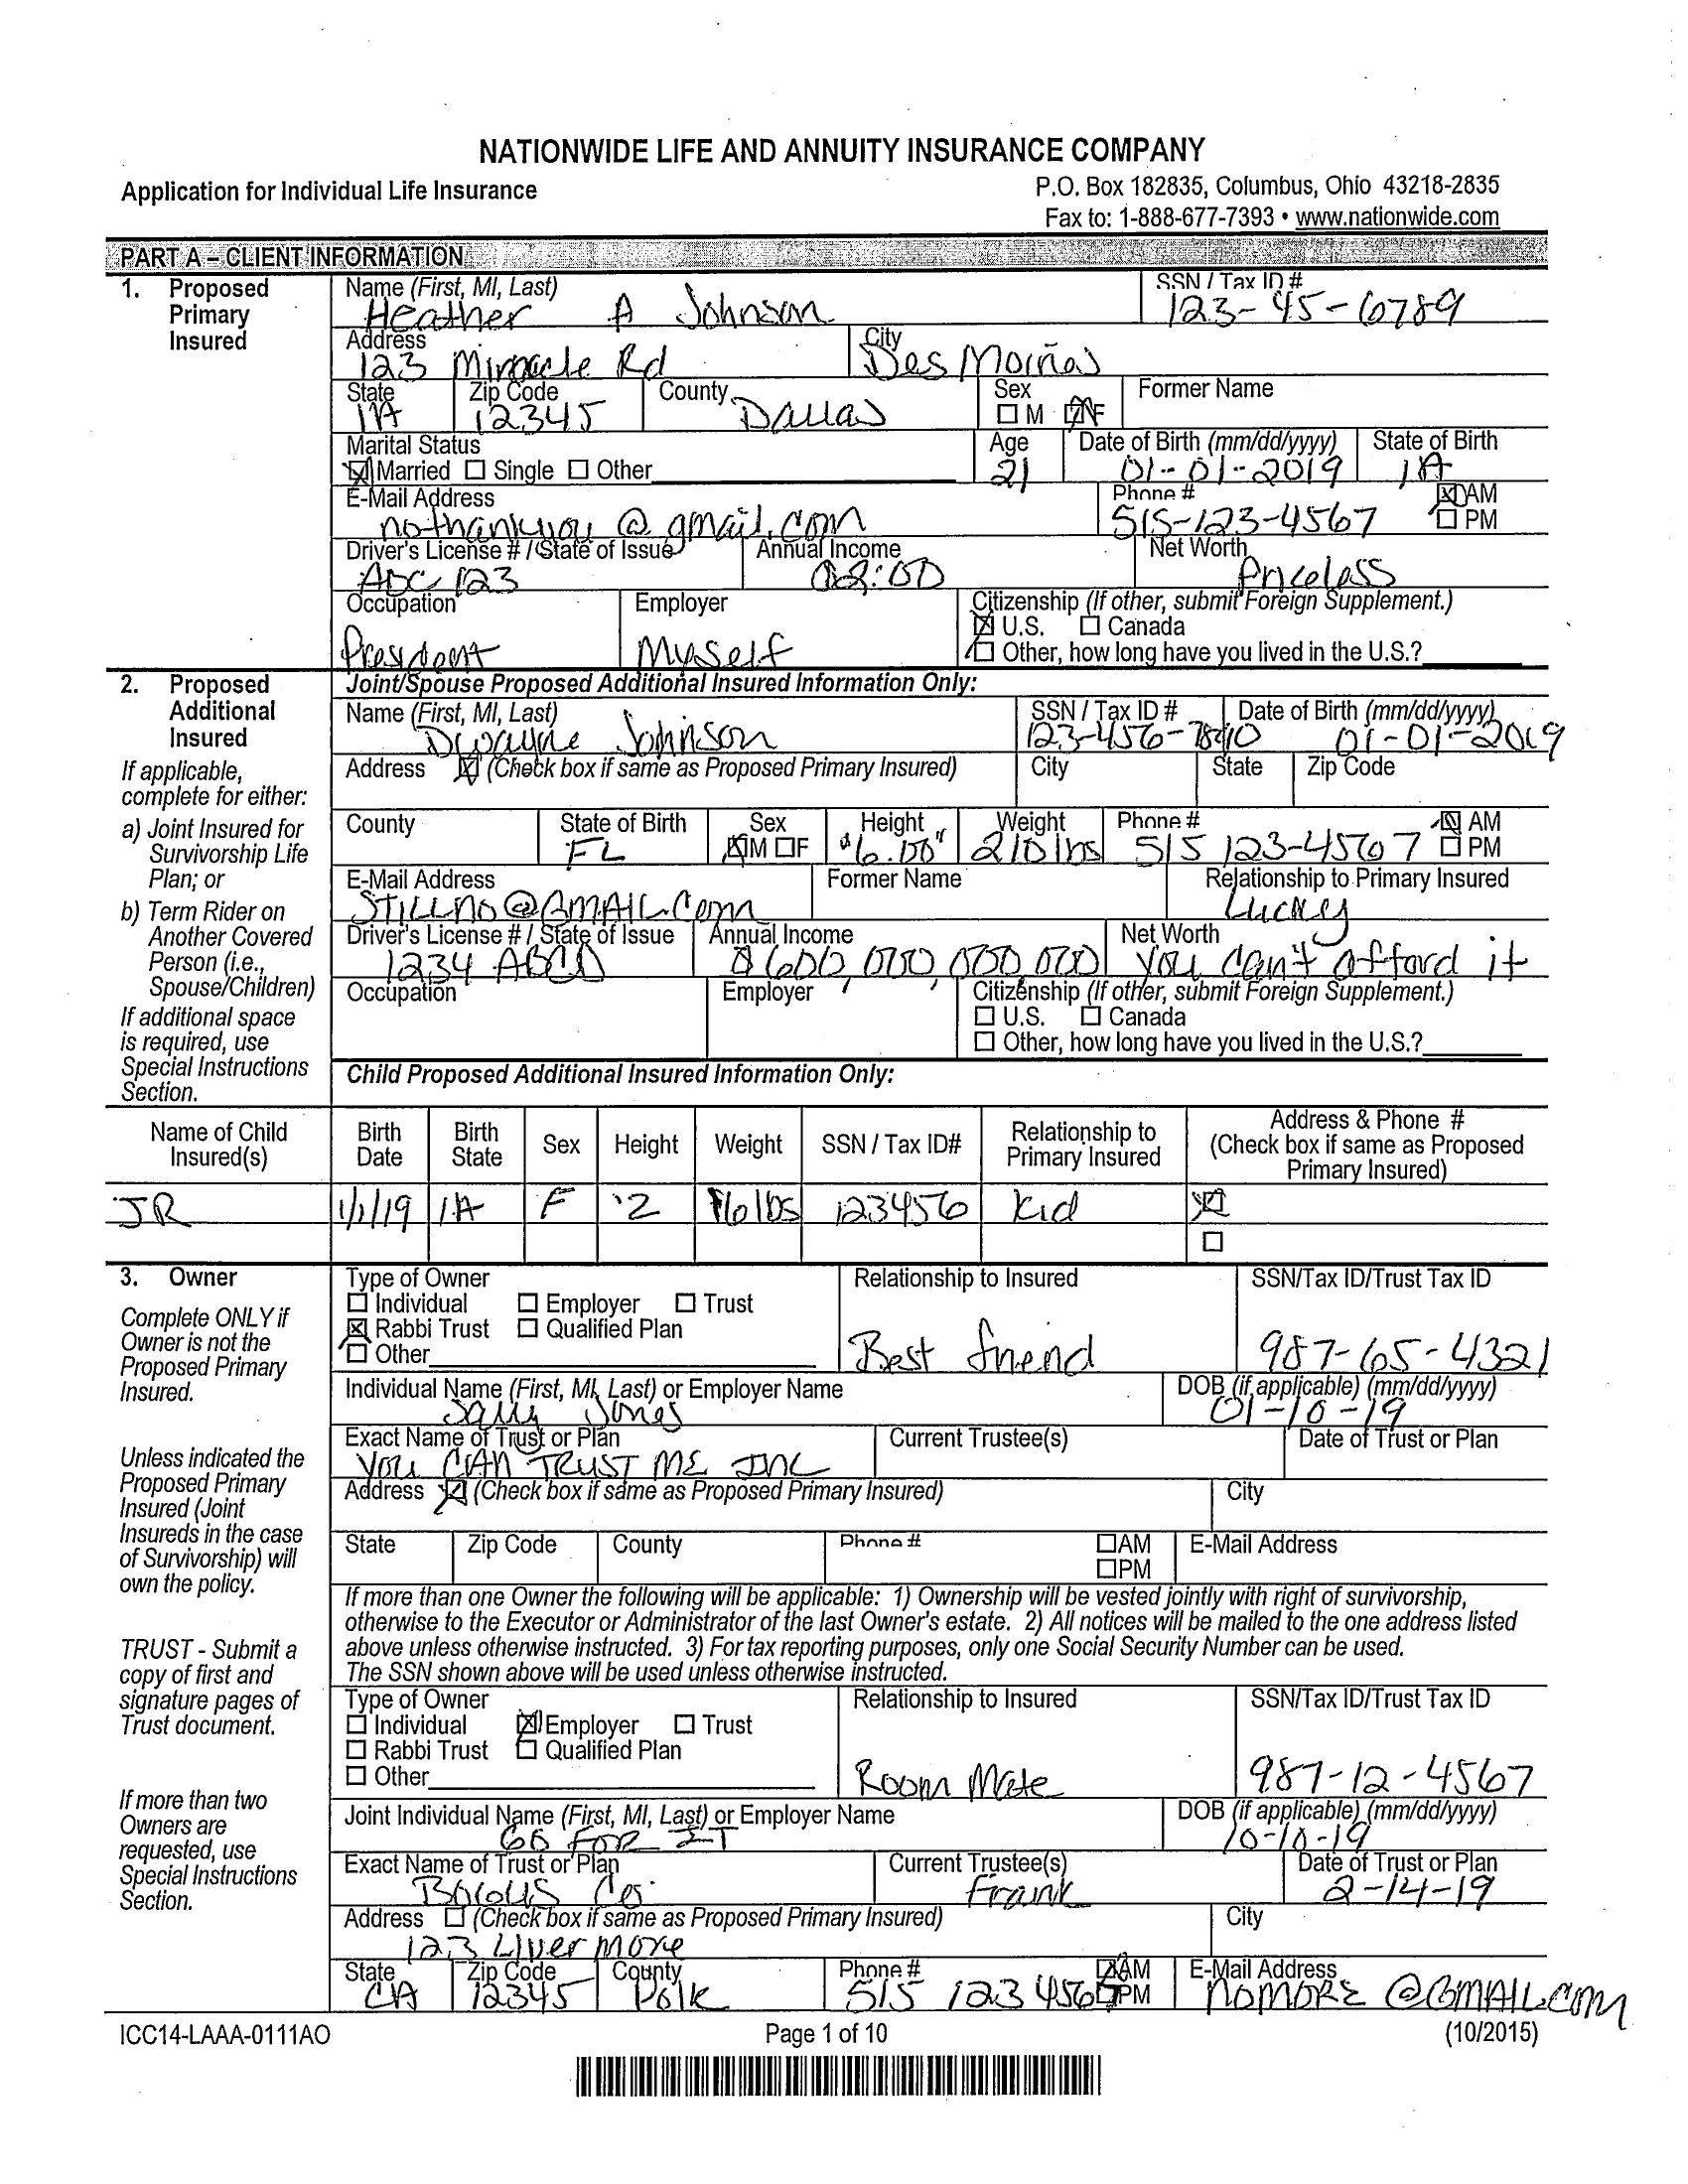 NATIONWIDE LIFE AND ANNUITY INSURANCE COMPANY
Application for Individual Life Insurance
P.O. Box 182835, Columbus, Ohio 43218-2835
Fax to: 1-888-677-7393 • www.nationwide.com
PART A – CLIENT INFORMATION
1. Proposed Primary Insured
Name (First, MI, Last) SSN / Tax ID #
Heather A Johnson 123-45-6789
Address City
123 Miracle Rd Des Moines
State Zip Code County Sex Former Name
IA 12345 Dallas ☐ M ☒ F
Marital Status Age Date of Birth (mm/dd/yyyy) State of Birth
☒ Married ☐ Single ☐ Other 21 01-01-2019 IA
E-Mail Address Phone # ☒ AM
nothankyou@gmail.com 515-123-4567 ☐ PM
Driver's License # / State of Issue Annual Income Net Worth
ABC 123 Priceless
Occupation Employer Citizenship (If other, submit Foreign Supplement.)
☒ U.S. ☐ Canada
President Myself ☐ Other, how long have you lived in the U.S.?
2. Proposed Additional Insured
If applicable, complete for either:
a) Joint Insured for Survivorship Life Plan; or
b) Term Rider on Another Covered Person (i.e., Spouse/Children)
If additional space is required, use Special Instructions Section.
Joint/Spouse Proposed Additional Insured Information Only:
Name (First, MI, Last) SSN / Tax ID # Date of Birth (mm/dd/yyyy)
Dwayne Johnson 01-01-2019
Address ☒ (Check box if same as Proposed Primary Insured) City State Zip Code
County State of Birth Sex Height Weight Phone # ☒ AM
FL ☒ M ☐ F 6.00" 210 lbs 515 123-4567 ☐ PM
E-Mail Address Former Name Relationship to Primary Insured
STILLNO@GMAIL.Com Luckey
Driver's License # / State of Issue Annual Income Net Worth
1234 ABCD $600,000,000,000 you can't afford it
Occupation Employer Citizenship (If other, submit Foreign Supplement.)
☐ U.S. ☐ Canada
☐ Other, how long have you lived in the U.S.?
Child Proposed Additional Insured Information Only:
Name of Child Insured(s) Birth Date Birth State Sex Height Weight SSN / Tax ID# Relationship to Primary Insured Address & Phone # (Check box if same as Proposed Primary Insured)
JR 1/1/19 IA F '2 16 lbs 123456 Kid ☒
☐
3. Owner
Complete ONLY if Owner is not the Proposed Primary Insured.
Unless indicated the Proposed Primary Insured (Joint Insureds in the case of Survivorship) will own the policy.
TRUST - Submit a copy of first and signature pages of Trust document.
If more than two Owners are requested, use Special Instructions Section.
Type of Owner Relationship to Insured SSN/Tax ID/Trust Tax ID
☐ Individual ☐ Employer ☐ Trust
☒ Rabbi Trust ☐ Qualified Plan
☐ Other Best friend 987-65-4321
Individual Name (First, MI, Last) or Employer Name DOB (if applicable) (mm/dd/yyyy)
Sally Jones 01-10-19
Exact Name of Trust or Plan Current Trustee(s) Date of Trust or Plan
YOU CAN TRUST ME INC
Address ☒ (Check box if same as Proposed Primary Insured) City
State Zip Code County Phone # ☐ AM E-Mail Address
☐ PM
If more than one Owner the following will be applicable: 1) Ownership will be vested jointly with right of survivorship,
otherwise to the Executor or Administrator of the last Owner's estate. 2) All notices will be mailed to the one address listed
above unless otherwise instructed. 3) For tax reporting purposes, only one Social Security Number can be used.
The SSN shown above will be used unless otherwise instructed.
Type of Owner Relationship to Insured SSN/Tax ID/Trust Tax ID
☐ Individual ☒ Employer ☐ Trust
☐ Rabbi Trust ☐ Qualified Plan
☐ Other Room Mate 987-12-4567
Joint Individual Name (First, MI, Last) or Employer Name DOB (if applicable) (mm/dd/yyyy)
GO FOR IT 10-10-19
Exact Name of Trust or Plan Current Trustee(s) Date of Trust or Plan
Bogus Co. Frank 2-14-19
Address ☐ (Check box if same as Proposed Primary Insured) City
123 Livermore
State Zip Code County Phone # ☒ AM E-Mail Address
CA 12345 Polk 515 123 4567 ☐ PM NOMORE @GMAIL.COM
ICC14-LAAA-0111AO Page 1 of 10 (10/2015)